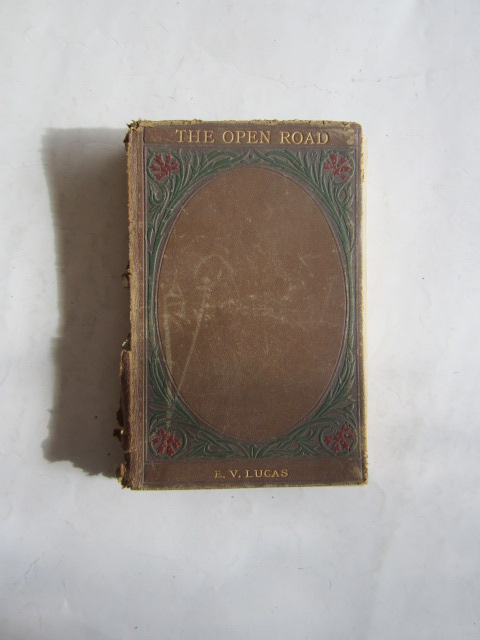 THE OPEN ROAD
E. V. LUCAS